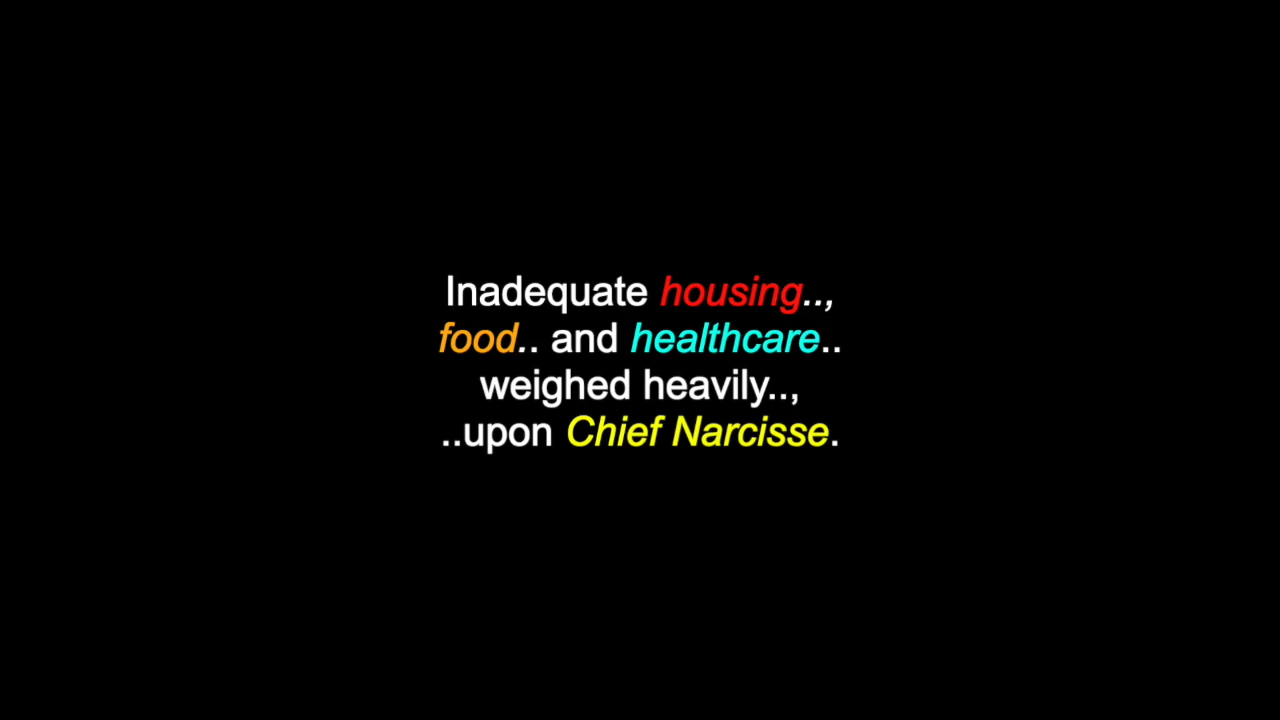 Inadequate housing..,
food.. and healthcare..
weighed heavily..,
..upon Chief Narcisse.